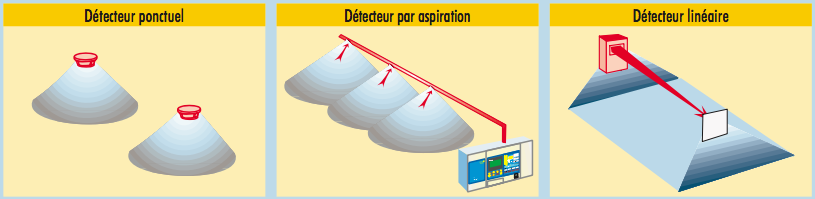 Détecteur ponctuel
Détecteur par aspiration
Détecteur linéaire